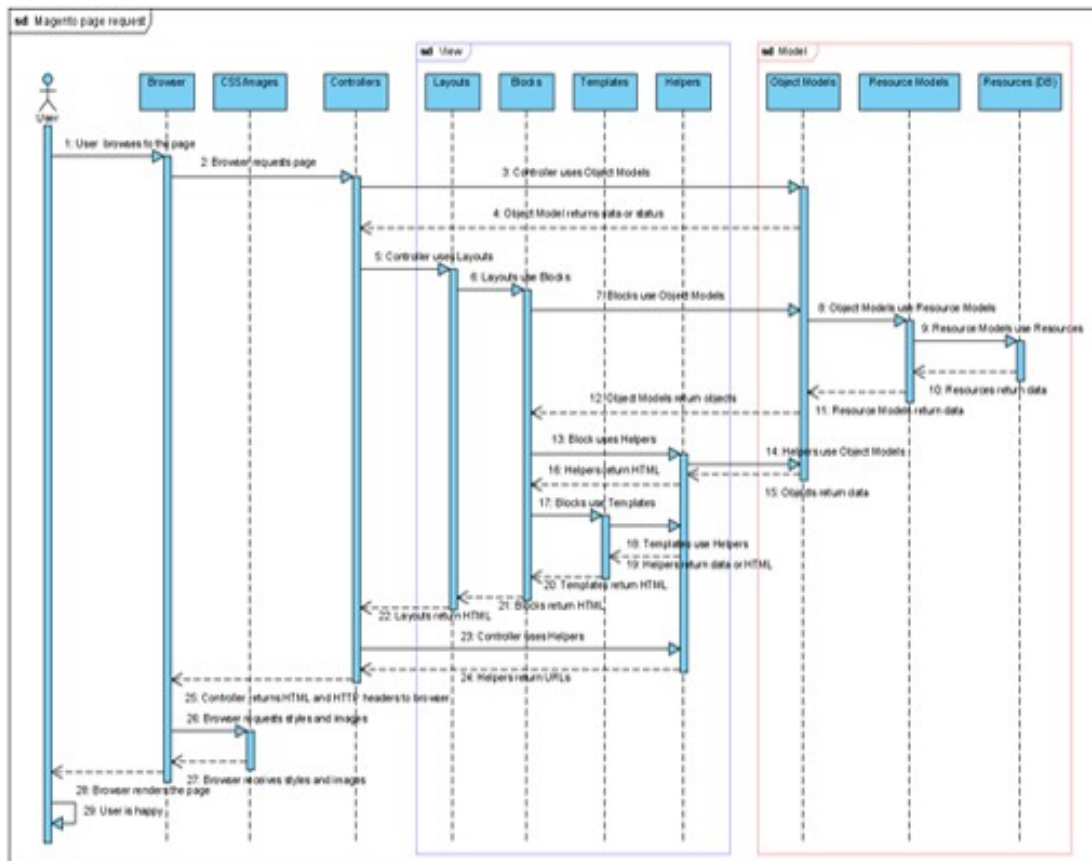 sd Magento page request
sd View
sd Model
User
Browser
CSS/Images
Controllers
Layouts
Blocks
Templates
Helpers
Object Models
Resource Models
Resources (DB)
1: User browses to the page
2: Browser requests page
3: Controller uses Object Models
4: Object Model returns data or status
5: Controller uses Layouts
6: Layouts use Blocks
7: Blocks use Object Models
8: Object Models use Resource Models
9: Resource Models use Resources
10: Resources return data
11: Resource Models return data
12: Object Models return objects
13: Block uses Helpers
14: Helpers use Object Models
15: Objects return data
16: Helpers return HTML
17: Blocks use Templates
18: Templates use Helpers
19: Helpers return data or HTML
20: Templates return HTML
21: Blocks return HTML
22: Layouts return HTML
23: Controller uses Helpers
24: Helpers return URLs
25: Controller returns HTML and HTTP headers to browser
26: Browser requests styles and images
27: Browser receives styles and images
28: Browser renders the page
29: User is happy